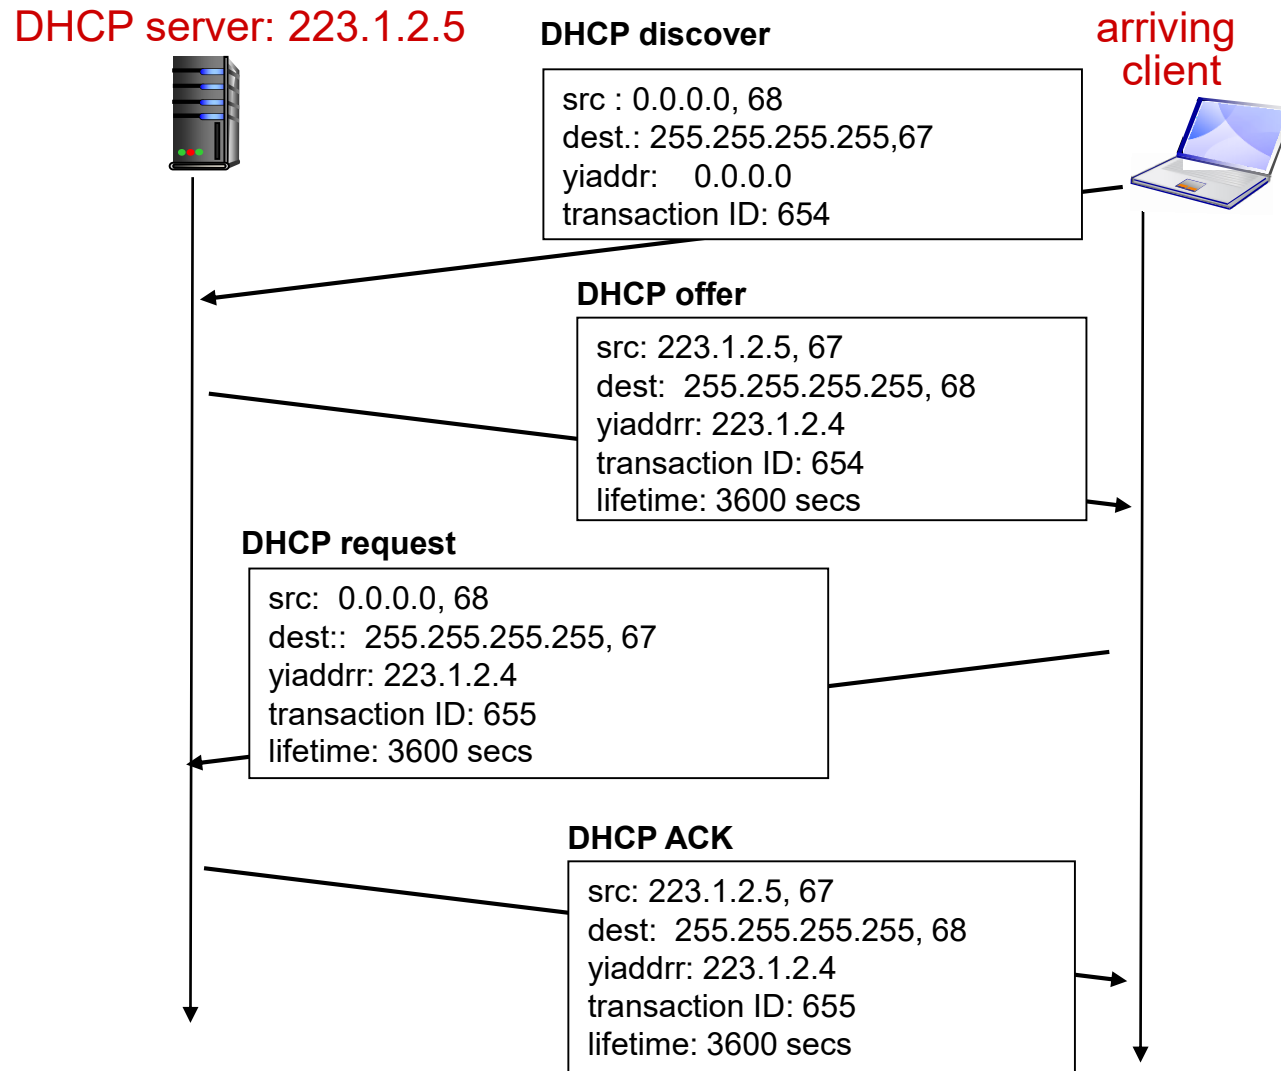 DHCP server: 223.1.2.5
DHCP discover
arriving
client
src : 0.0.0.0, 68
dest.: 255.255.255.255,67
yiaddr: 0.0.0.0
transaction ID: 654
DHCP offer
src: 223.1.2.5, 67
dest: 255.255.255.255, 68
yiaddrr: 223.1.2.4
transaction ID: 654
lifetime: 3600 secs
DHCP request
src: 0.0.0.0, 68
dest:: 255.255.255.255, 67
yiaddrr: 223.1.2.4
transaction ID: 655
lifetime: 3600 secs
DHCP ACK
src: 223.1.2.5, 67
dest: 255.255.255.255, 68
yiaddrr: 223.1.2.4
transaction ID: 655
lifetime: 3600 secs